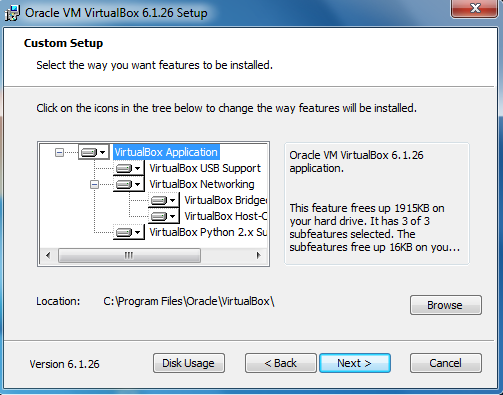 Oracle VM VirtualBox 6.1.26 Setup
Custom Setup
Select the way you want features to be installed.
Click on the icons in the tree below to change the way features will be installed.
VirtualBox Application
VirtualBox USB Support
VirtualBox Networking
VirtualBox Bridge
VirtualBox Host-O
VirtualBox Python 2.x Su
Oracle VM VirtualBox 6.1.26
application.
This feature frees up 1915KB on
your hard drive. It has 3 of 3
subfeatures selected. The
subfeatures free up 16KB on you...
Location: C:\Program Files\Oracle\VirtualBox\
Browse
Version 6.1.26 Disk Usage < Back Next > Cancel